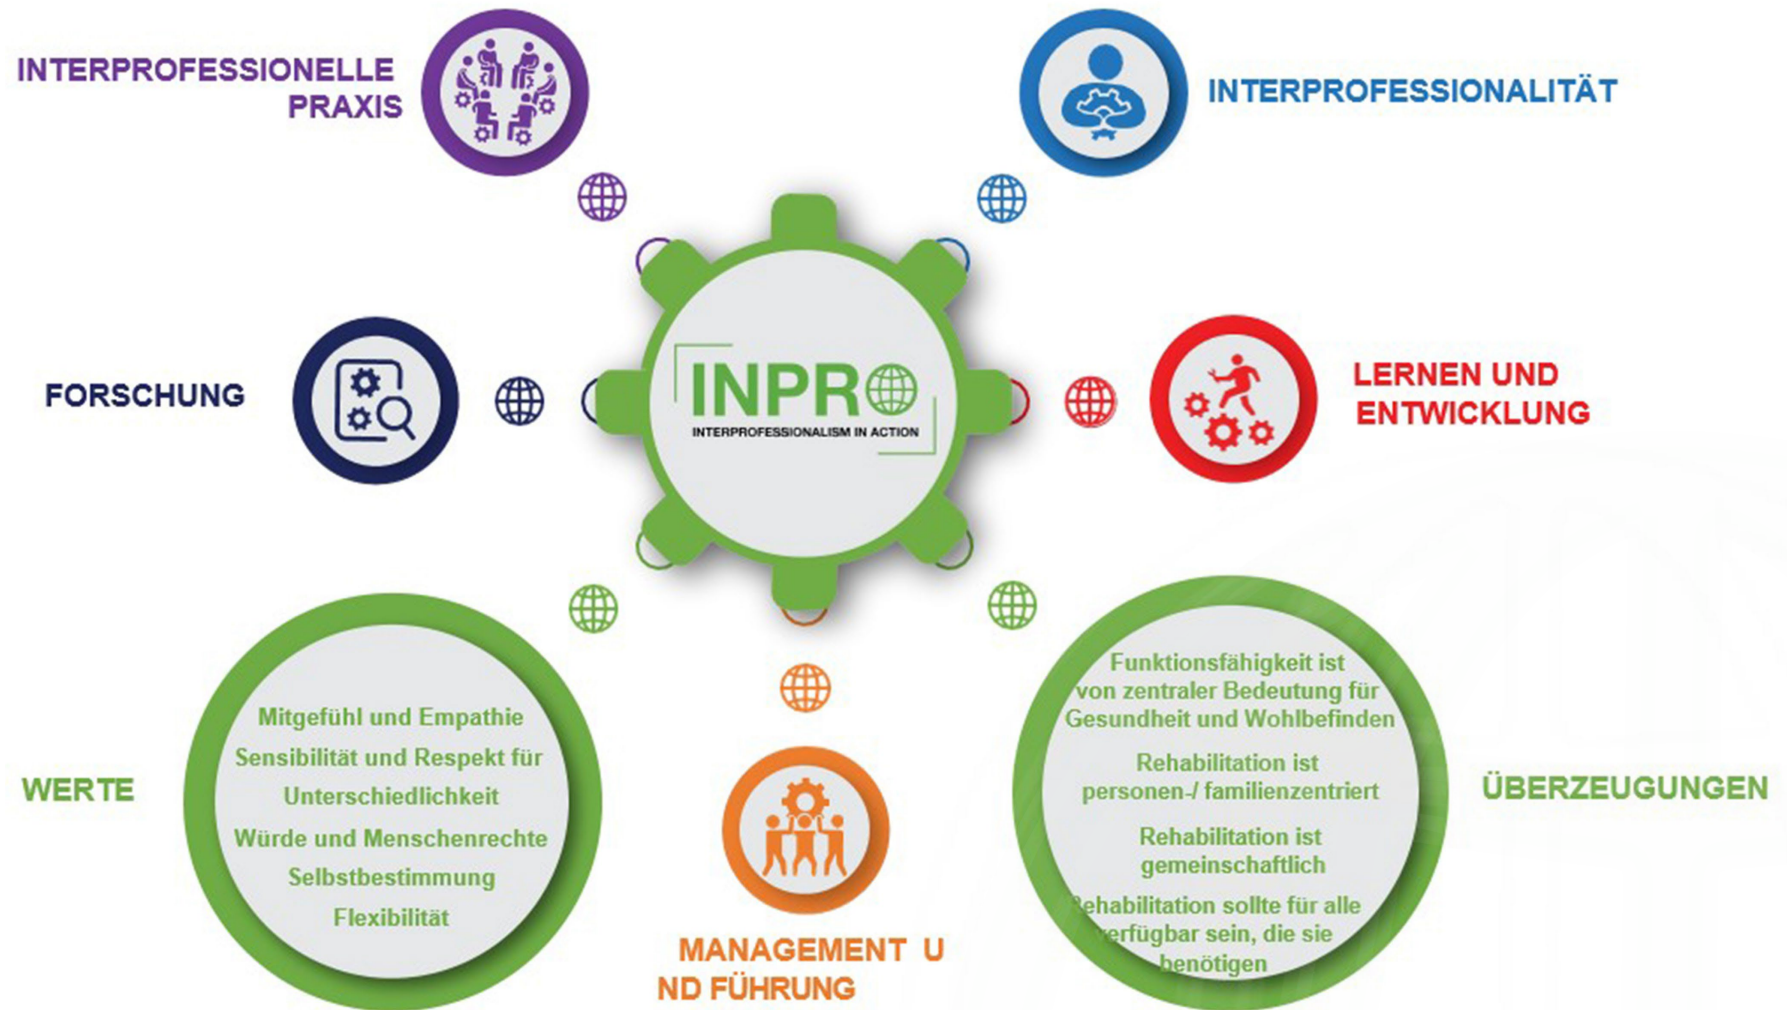 INTERPROFESSIONELLE
PRAXIS
INTERPROFESSIONALITÄT
INPRO
INTERPROFESSIONALISM IN ACTION
FORSCHUNG
LERNEN UND
ENTWICKLUNG
WERTE
Mitgefühl und Empathie
Sensibilität und Respekt für
Unterschiedlichkeit
Würde und Menschenrechte
Selbstbestimmung
Flexibilität
MANAGEMENT U
ND FÜHRUNG
Funktionsfähigkeit ist
von zentraler Bedeutung für
Gesundheit und Wohlbefinden
Rehabilitation ist
personen-/ familienzentriert
Rehabilitation ist
gemeinschaftlich
Rehabilitation sollte für alle
verfügbar sein, die sie
benötigen
ÜBERZEUGUNGEN